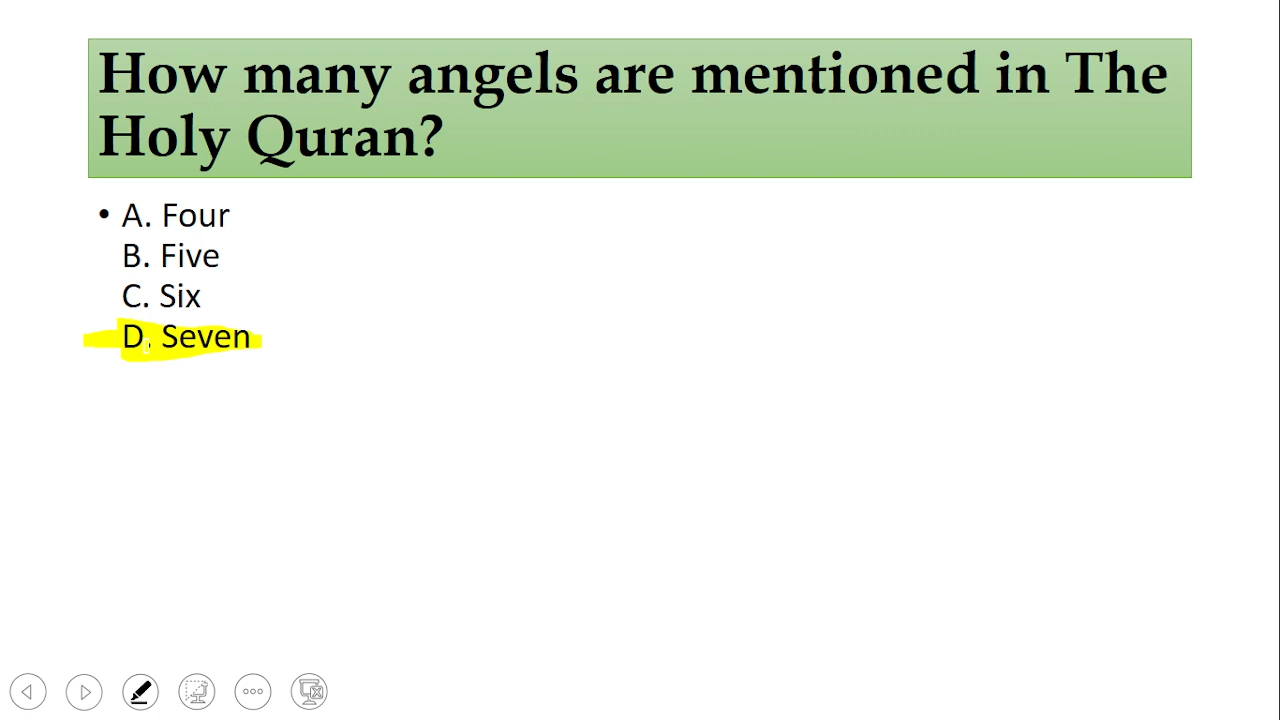 How many angels are mentioned in The
Holy Quran?
• A. Four
B. Five
C. Six
D. Seven